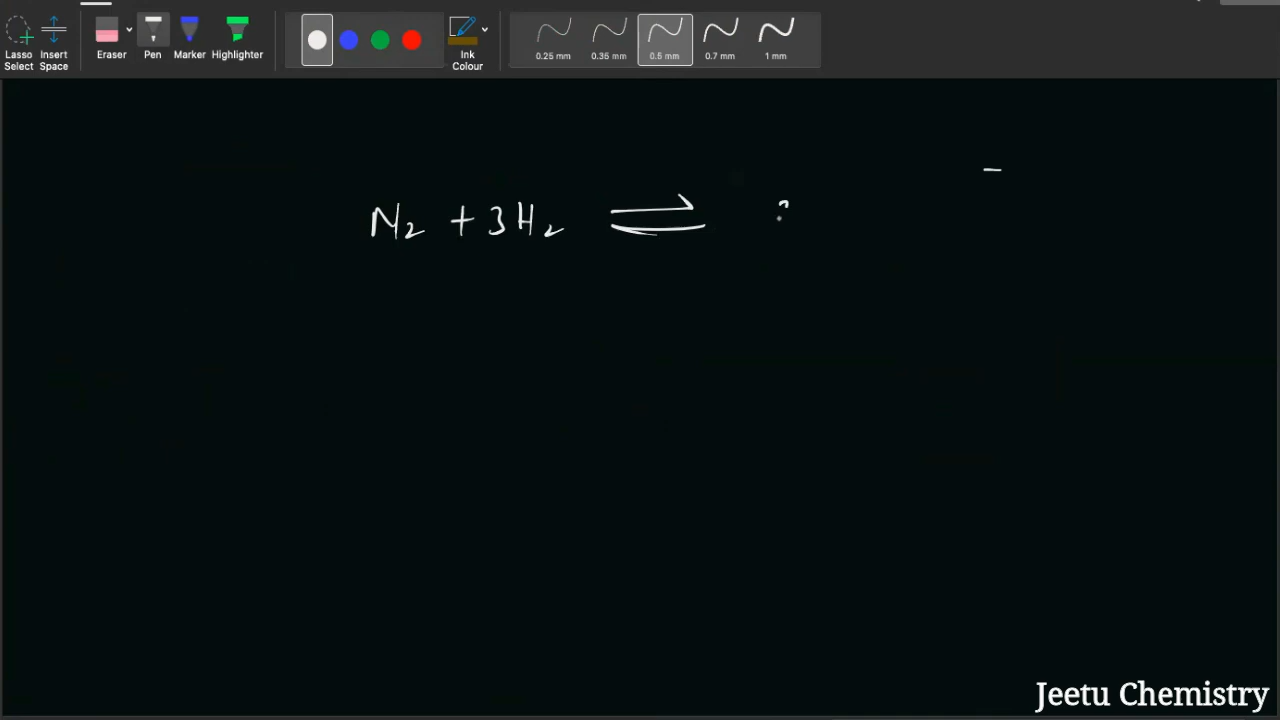 Lasso Select
Insert Space
Eraser
Pen
Marker
Highlighter
Ink Colour
0.25 mm
0.35 mm
0.5 mm
0.7 mm
1 mm
N₂ + 3H₂ ⇌
Jeetu Chemistry